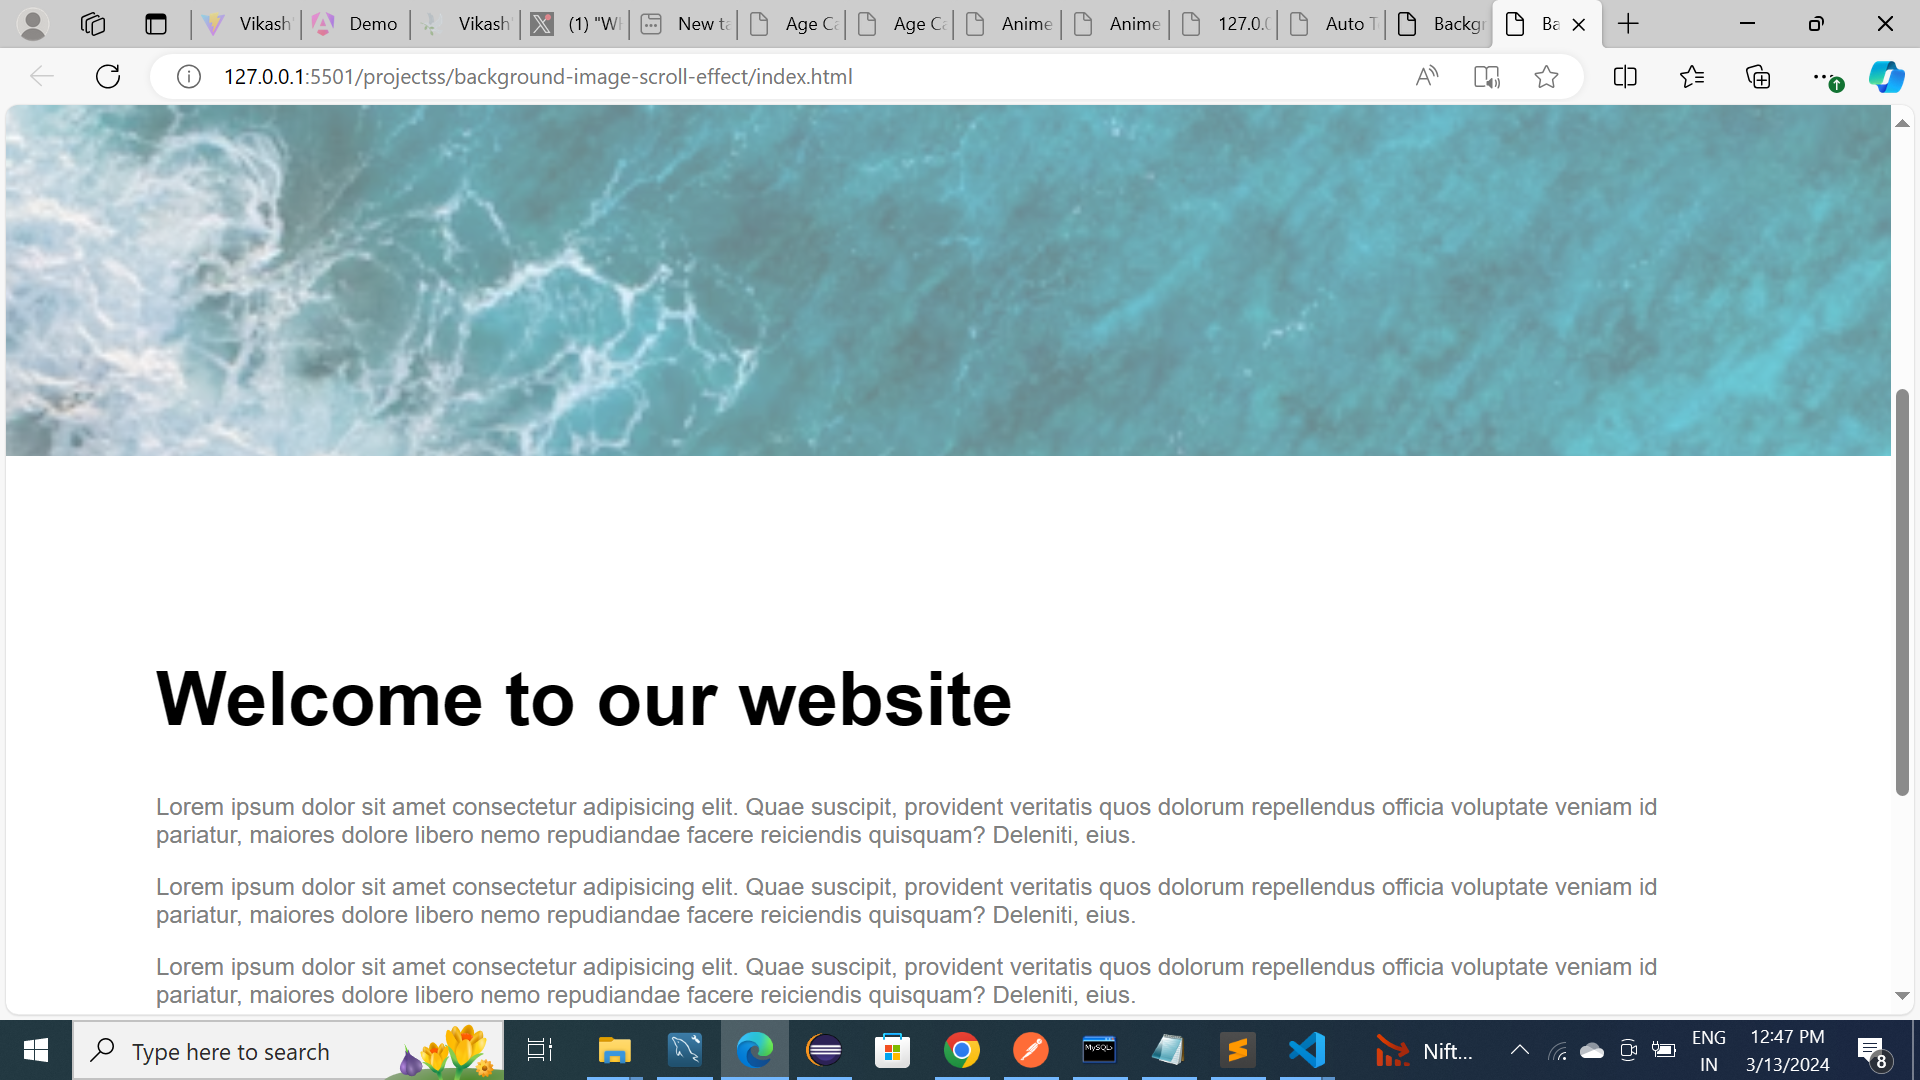 Vikash'
Demo
Vikash'
(1) "Wh
New ta
Age Ca
Age Ca
Anime
Anime
127.0.0
Auto T
Backgr
Ba
127.0.0.1:5501/projectss/background-image-scroll-effect/index.html
Welcome to our website
Lorem ipsum dolor sit amet consectetur adipisicing elit. Quae suscipit, provident veritatis quos dolorum repellendus officia voluptate veniam id
pariatur, maiores dolore libero nemo repudiandae facere reiciendis quisquam? Deleniti, eius.
Lorem ipsum dolor sit amet consectetur adipisicing elit. Quae suscipit, provident veritatis quos dolorum repellendus officia voluptate veniam id
pariatur, maiores dolore libero nemo repudiandae facere reiciendis quisquam? Deleniti, eius.
Lorem ipsum dolor sit amet consectetur adipisicing elit. Quae suscipit, provident veritatis quos dolorum repellendus officia voluptate veniam id
pariatur, maiores dolore libero nemo repudiandae facere reiciendis quisquam? Deleniti, eius.
Type here to search
MySQL
Nift...
ENG
IN
12:47 PM
3/13/2024
8